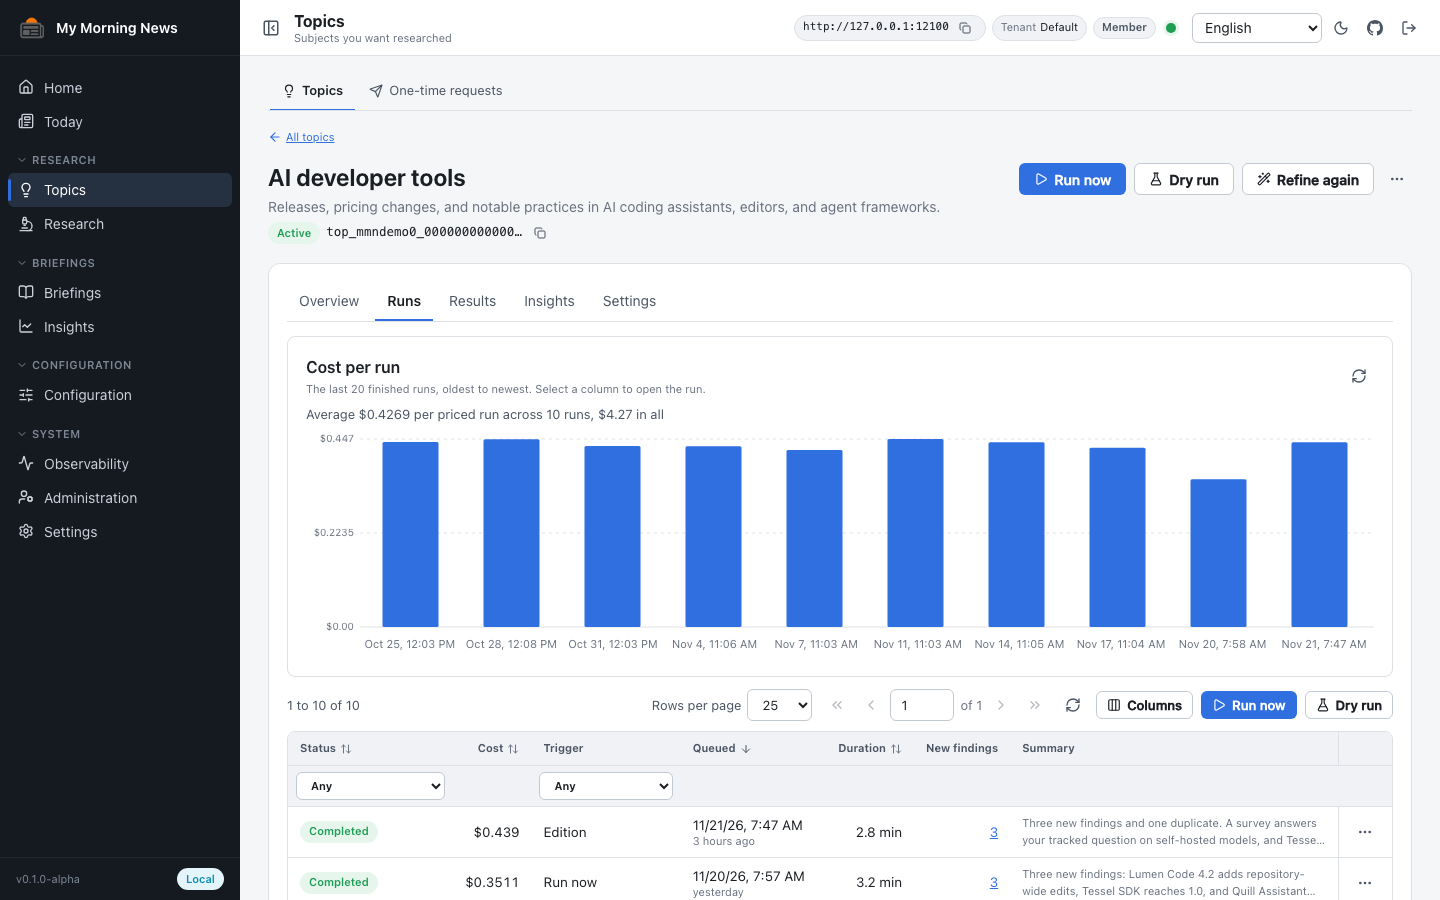 My Morning News
Topics
Subjects you want researched
http://127.0.0.1:12100
Tenant Default
Member
English
Home
Today
RESEARCH
Topics
Research
BRIEFINGS
Briefings
Insights
CONFIGURATION
Configuration
SYSTEM
Observability
Administration
Settings
v0.1.0-alpha
Local
Topics
One-time requests
All topics
AI developer tools
Run now
Dry run
Refine again
Releases, pricing changes, and notable practices in AI coding assistants, editors, and agent frameworks.
Active
top_mmndemo0_000000000000…
Overview
Runs
Results
Insights
Settings
Cost per run
The last 20 finished runs, oldest to newest. Select a column to open the run.
Average $0.4269 per priced run across 10 runs, $4.27 in all
$0.447
$0.2235
$0.00
Oct 25, 12:03 PM
Oct 28, 12:08 PM
Oct 31, 12:03 PM
Nov 4, 11:06 AM
Nov 7, 11:03 AM
Nov 11, 11:03 AM
Nov 14, 11:05 AM
Nov 17, 11:04 AM
Nov 20, 7:58 AM
Nov 21, 7:47 AM
1 to 10 of 10
Rows per page
25
1
of 1
Columns
Run now
Dry run
Status
Cost
Trigger
Queued
Duration
New findings
Summary
Any
Any
Completed
$0.439
Edition
11/21/26, 7:47 AM
3 hours ago
2.8 min
3
Three new findings and one duplicate. A survey answers
your tracked question on self-hosted models, and Tesse…
Completed
$0.3511
Run now
11/20/26, 7:57 AM
yesterday
3.2 min
3
Three new findings: Lumen Code 4.2 adds repository-
wide edits, Tessel SDK reaches 1.0, and Quill Assistant…